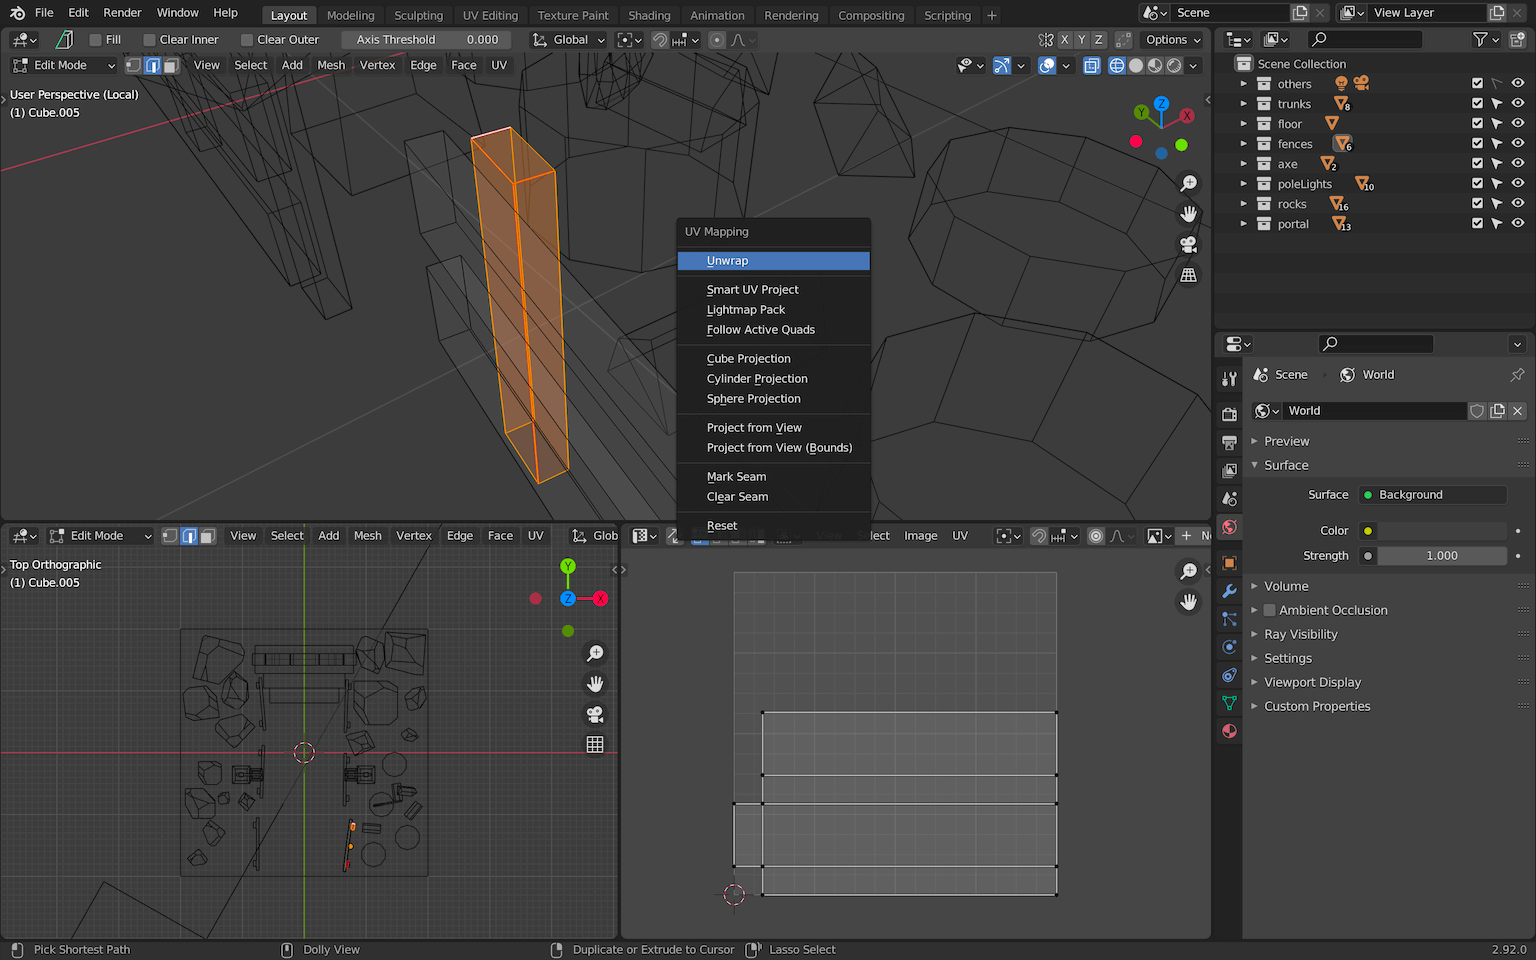 File Edit Render Window Help Layout Modeling Sculpting UV Editing Texture Paint Shading Animation Rendering Compositing Scripting + Scene View Layer
Fill Clear Inner Clear Outer Axis Threshold 0.000 Global X Y Z Options
Edit Mode View Select Add Mesh Vertex Edge Face UV
User Perspective (Local)
(1) Cube.005
Z
Y
X
Scene Collection
others
trunks 8
floor
fences 6
axe 2
poleLights 10
rocks 16
portal 13
UV Mapping
Unwrap
Smart UV Project
Lightmap Pack
Follow Active Quads
Cube Projection
Cylinder Projection
Sphere Projection
Project from View
Project from View (Bounds)
Mark Seam
Clear Seam
Reset
Scene World
World
Preview
Surface
Surface Background
Color
Strength 1.000
Volume
Ambient Occlusion
Ray Visibility
Settings
Viewport Display
Custom Properties
Edit Mode View Select Add Mesh Vertex Edge Face UV Glob
Top Orthographic
(1) Cube.005
Y
Z
X
elect Image UV + N
Pick Shortest Path Dolly View Duplicate or Extrude to Cursor Lasso Select 2.92.0